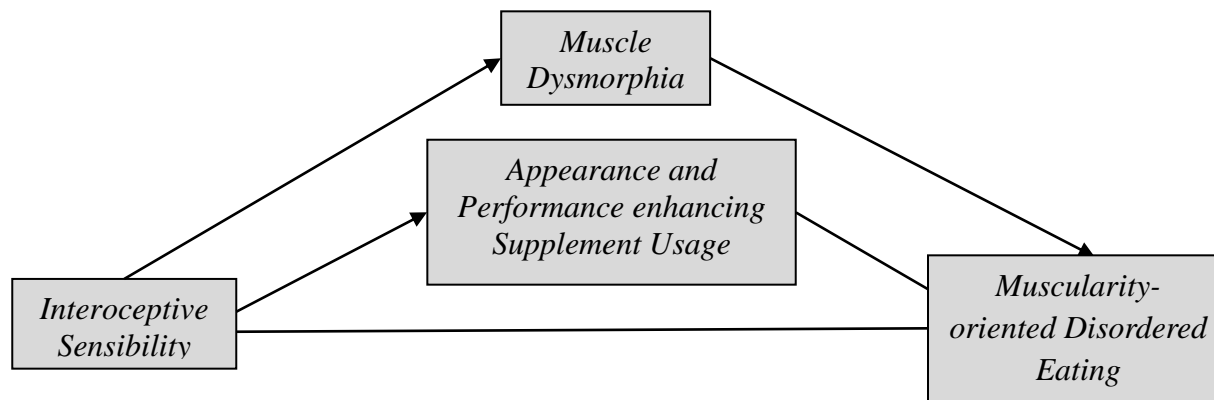 Muscle
Dysmorphia
Appearance and
Performance enhancing
Supplement Usage
Interoceptive
Sensibility
Muscularity-
oriented Disordered
Eating